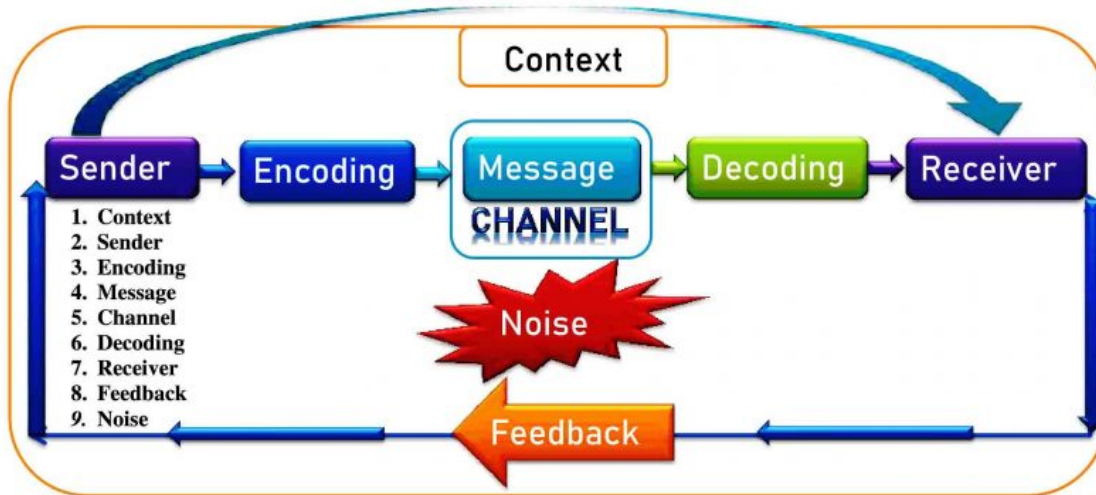 Context
Sender
Encoding
Message
CHANNEL
Decoding
Receiver
1. Context
2. Sender
3. Encoding
4. Message
5. Channel
6. Decoding
7. Receiver
8. Feedback
9. Noise
Noise
Feedback